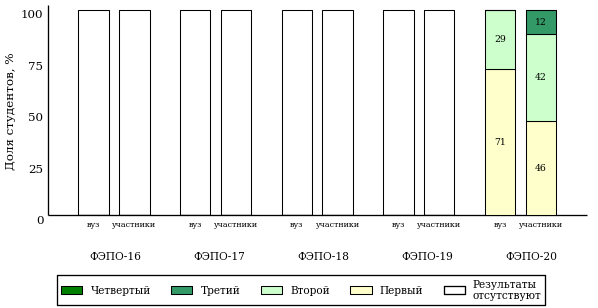 Доля студентов, %
100
75
50
25
0
12
29
42
71
46
вуз участники вуз участники вуз участники вуз участники вуз участники
ФЭПО-16 ФЭПО-17 ФЭПО-18 ФЭПО-19 ФЭПО-20
Четвертый Третий Второй Первый Результаты
отсутствуют